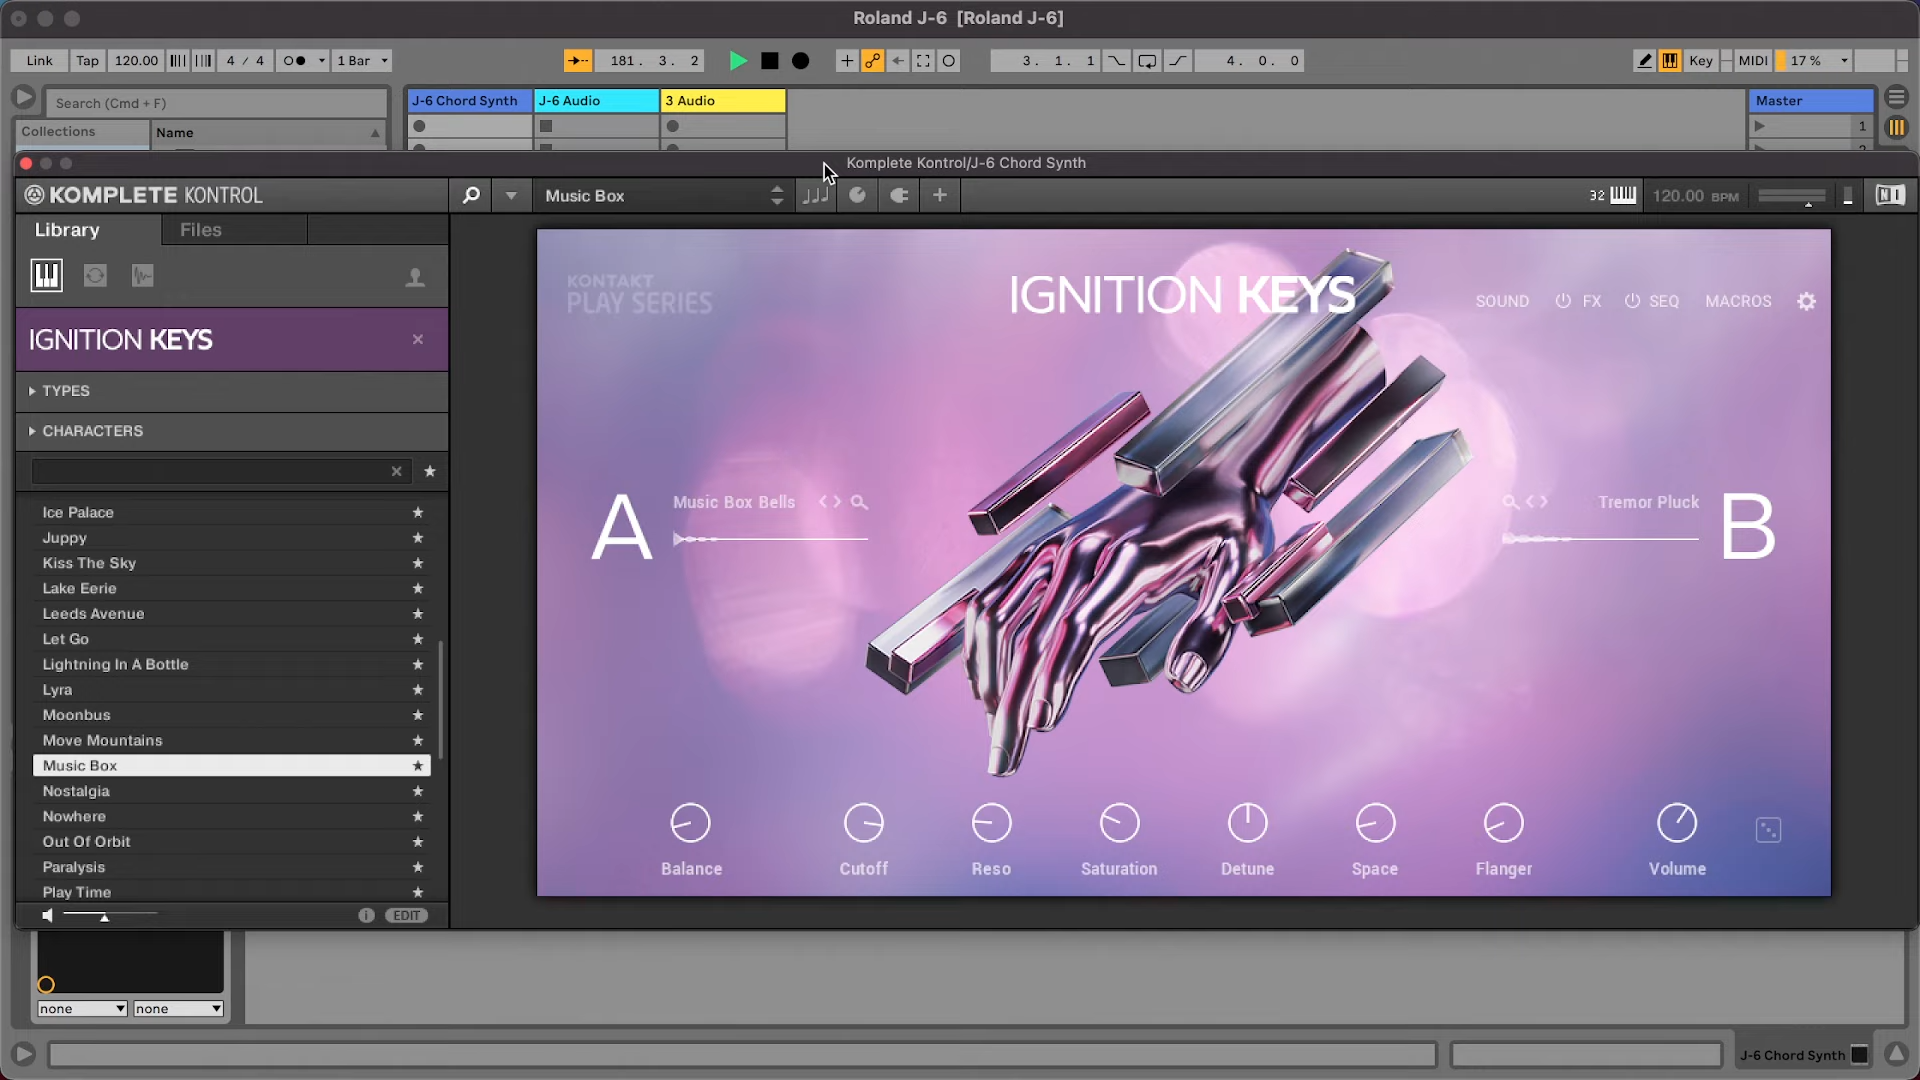 Roland J-6  [Roland J-6]
Link Tap 120.00 4 / 4 1 Bar 181. 3. 2 3. 1. 1 4. 0. 0 Key MIDI 17 %
Search (Cmd + F) J-6 Chord Synth J-6 Audio 3 Audio Master
Collections Name 1
Komplete Kontrol/J-6 Chord Synth
KOMPLETE KONTROL Music Box 32 120.00 BPM NI
Library Files
KONTAKT
PLAY SERIES
IGNITION KEYS
SOUND FX SEQ MACROS
IGNITION KEYS
TYPES
CHARACTERS
Ice Palace
Juppy
Kiss The Sky
Lake Eerie
Leeds Avenue
Let Go
Lightning In A Bottle
Lyra
Moonbus
Move Mountains
Music Box
Nostalgia
Nowhere
Out Of Orbit
Paralysis
Play Time
EDIT
A Music Box Bells
Tremor Pluck B
Balance Cutoff Reso Saturation Detune Space Flanger Volume
none none
J-6 Chord Synth